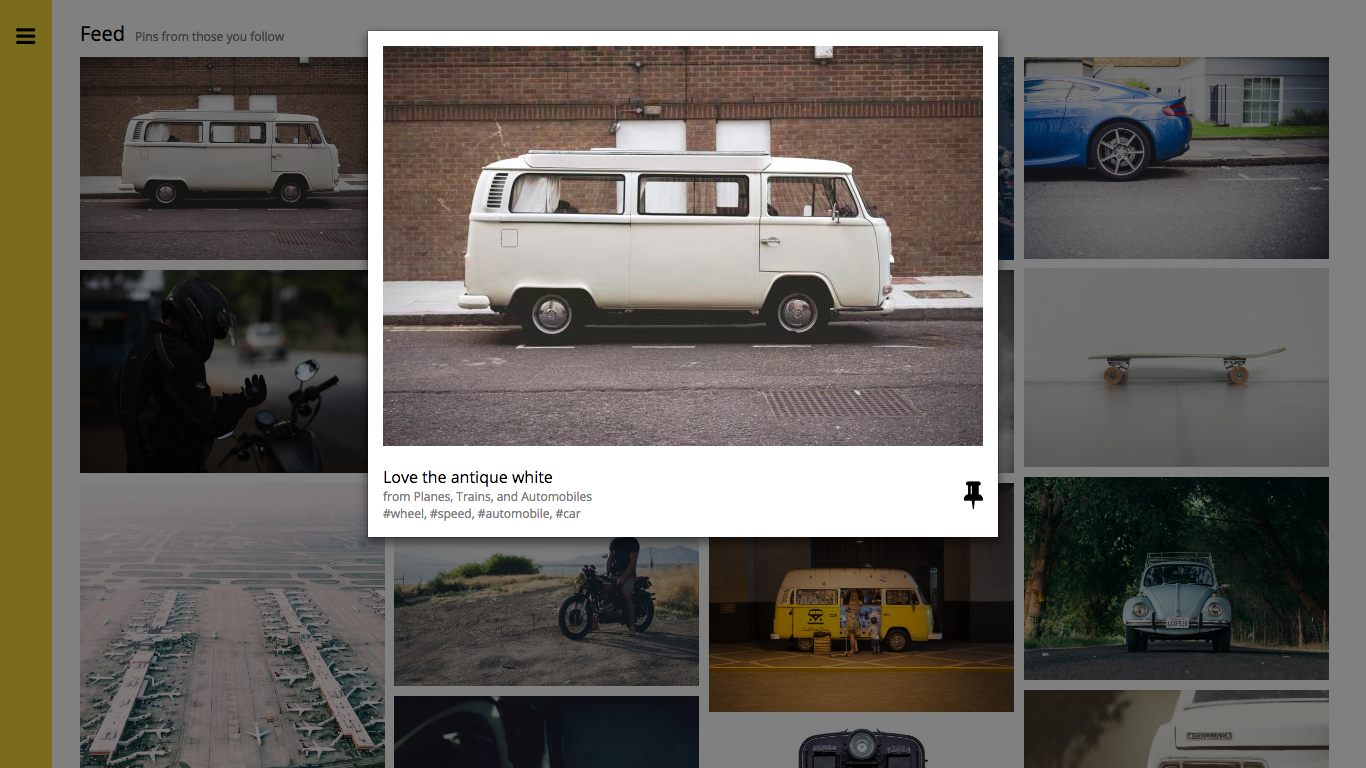 Feed Pins from those you follow
Love the antique white
from Planes, Trains, and Automobiles
#wheel, #speed, #automobile, #car